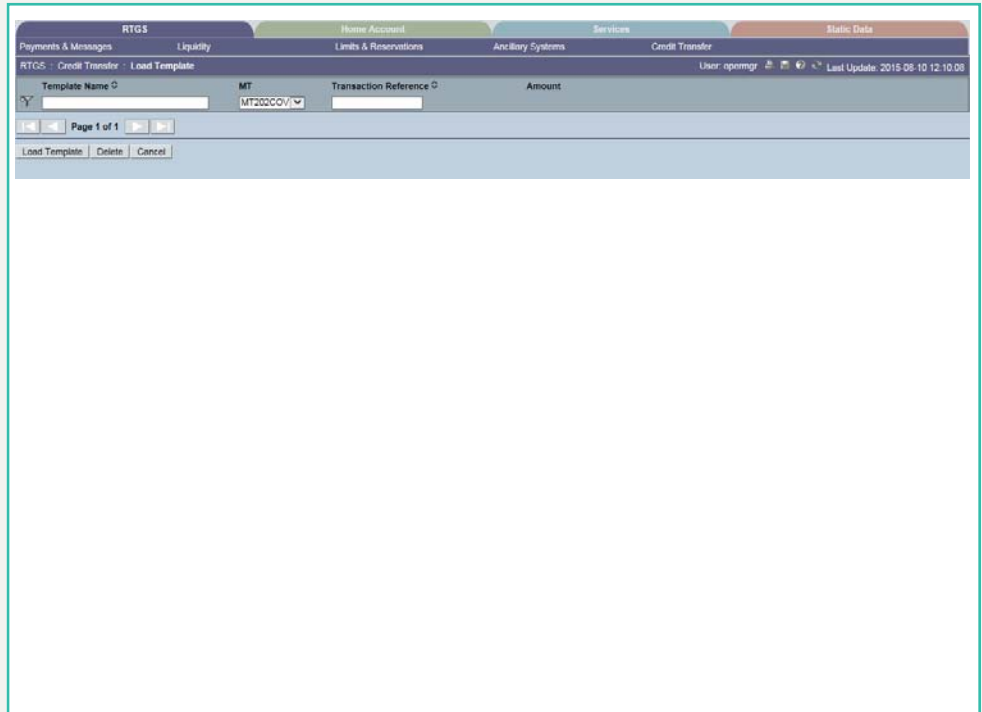 RTGS Home Account Services Static Data
Payments & Messages Liquidity Limits & Reservations Ancillary Systems Credit Transfer
RTGS : Credit Transfer : Load Template User: opermgr Last Update: 2015-08-10 12:10:08
Template Name MT Transaction Reference Amount
MT202COV
Page 1 of 1
Load Template Delete Cancel